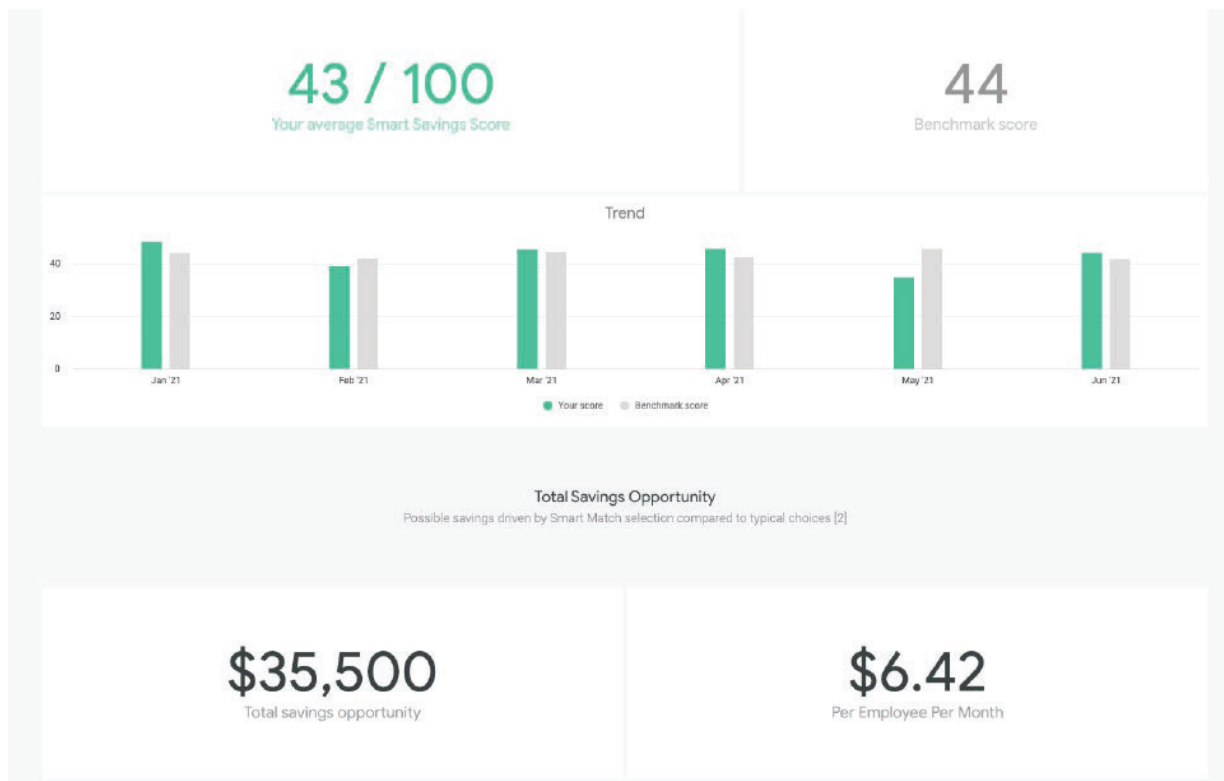 43 / 100
Your average Smart Savings Score
44
Benchmark score
Trend
40
20
0
Jan '21
Feb '21
Mar '21
Apr '21
May '21
Jun '21
Your score
Benchmark score
Total Savings Opportunity
Possible savings driven by Smart Match selection compared to typical choices [2]
$35,500
Total savings opportunity
$6.42
Per Employee Per Month